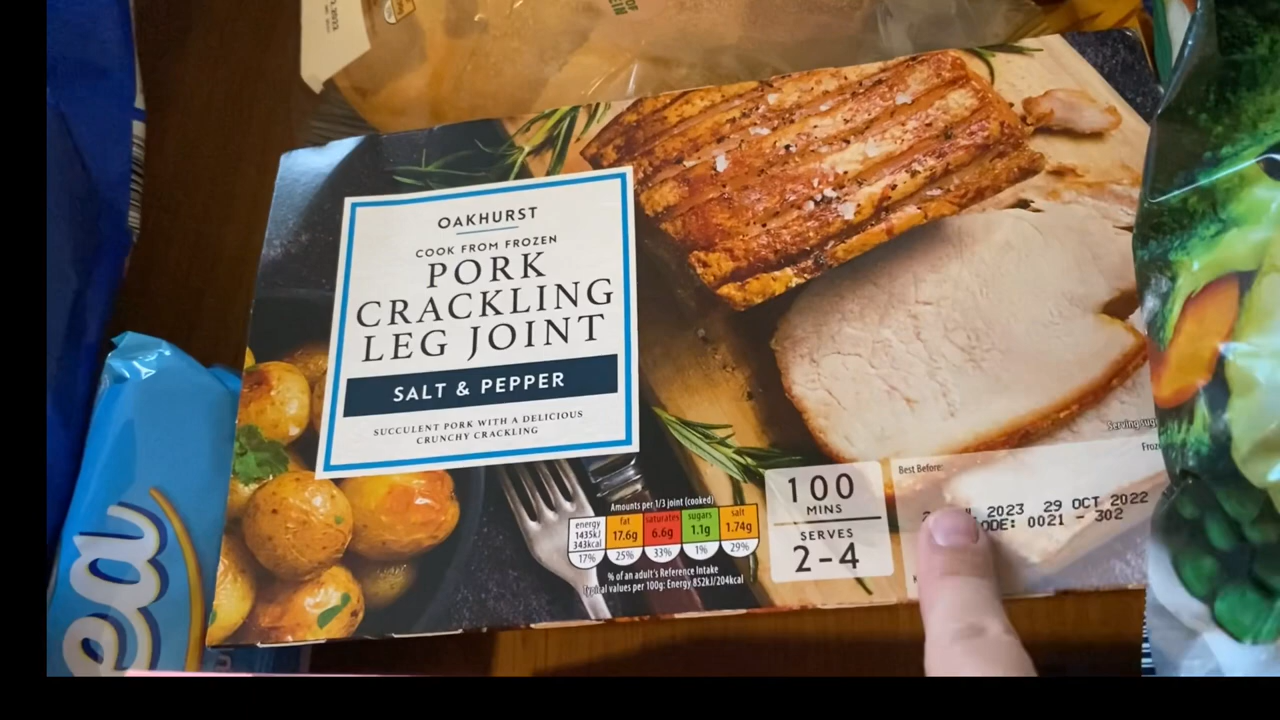 OAKHURST
COOK FROM FROZEN
PORK
CRACKLING
LEG JOINT
SALT & PEPPER
SUCCULENT PORK WITH A DELICIOUS
CRUNCHY CRACKLING
Amounts per 1/3 joint (cooked)
energy 1435kJ 343kcal 17%
fat 17.6g 25%
saturates 6.6g 33%
sugars 1.1g 1%
salt 1.74g 29%
% of an adult's Reference Intake
Typical values per 100g: Energy 852kJ/204kcal
100
MINS
SERVES
2-4
Serving
Best Before:
2023 29 OCT 2022
0021 - 302
ea
OF